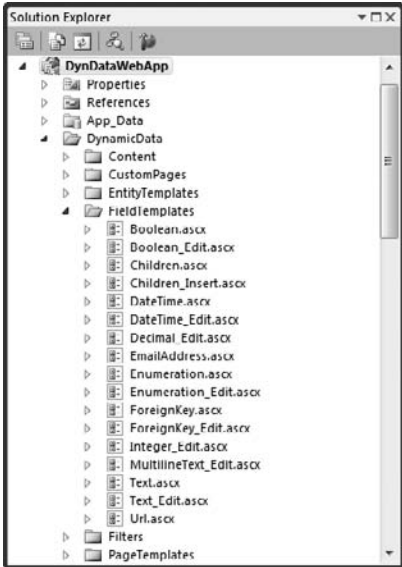 Solution Explorer
DynDataWebApp
Properties
References
App_Data
DynamicData
Content
CustomPages
EntityTemplates
FieldTemplates
Boolean.ascx
Boolean_Edit.ascx
Children.ascx
Children_Insert.ascx
DateTime.ascx
DateTime_Edit.ascx
Decimal_Edit.ascx
EmailAddress.ascx
Enumeration.ascx
Enumeration_Edit.ascx
ForeignKey.ascx
ForeignKey_Edit.ascx
Integer_Edit.ascx
MultilineText_Edit.ascx
Text.ascx
Text_Edit.ascx
Url.ascx
Filters
PageTemplates